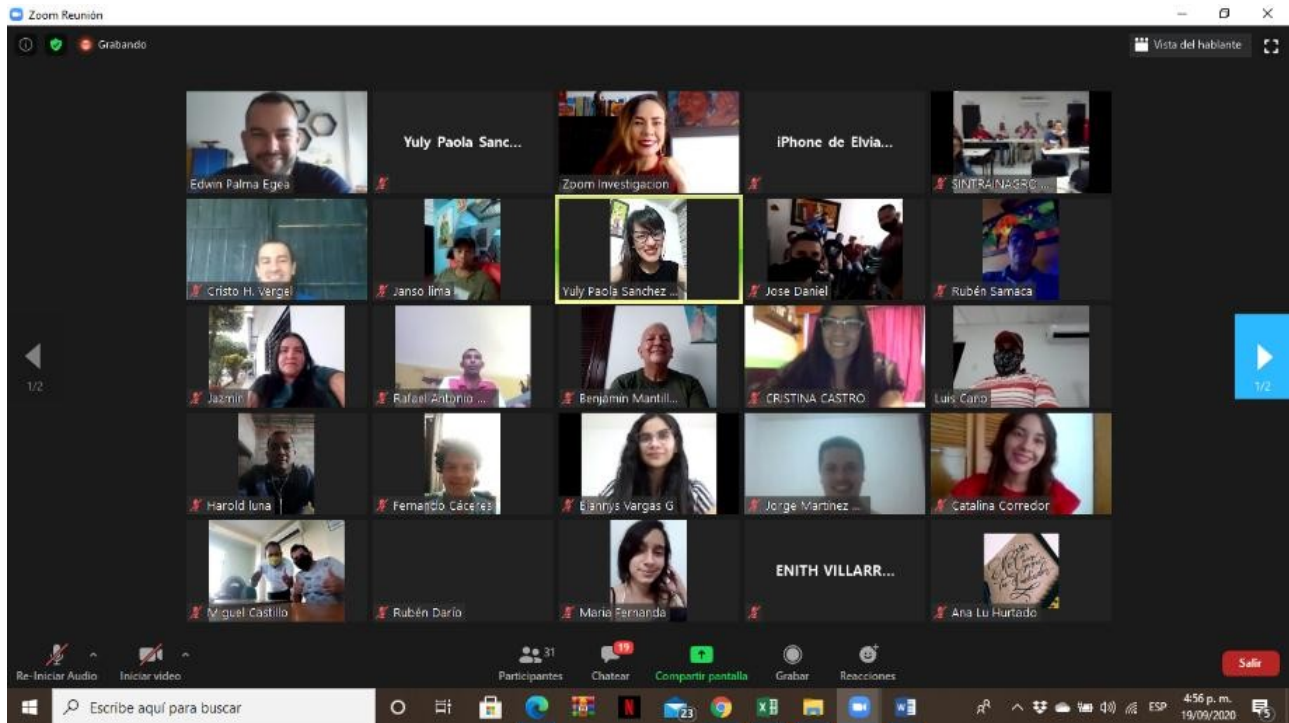 Zoom Reunión
Grabando
Vista del hablante
Edwin Palma Egea
Yuly Paola Sanc...
Zoom Investigacion
iPhone de Elvia...
SINTRAINAGRO ...
Cristo H. Vergel
Janso lima
Yuly Paola Sanchez ...
Jose Daniel
Rubén Samaca
Jazmin
Rafael Antonio ...
Benjamín Mantill...
CRISTINA CASTRO
Luis Cano
1/2
1/2
Harold luna
Fernando Cáceres
Eiannys Vargas G
Jorge Martinez
Catalina Corredor
Miguel Castillo
Rubén Darío
Maria Fernanda
ENITH VILLARR...
Ana Lu Hurtado
Re-Iniciar Audio
Iniciar video
31
Participantes
19
Chatear
Compartir pantalla
Grabar
Reacciones
Salir
Escribe aquí para buscar
23
ESP
4:56 p. m.
19/09/2020
5